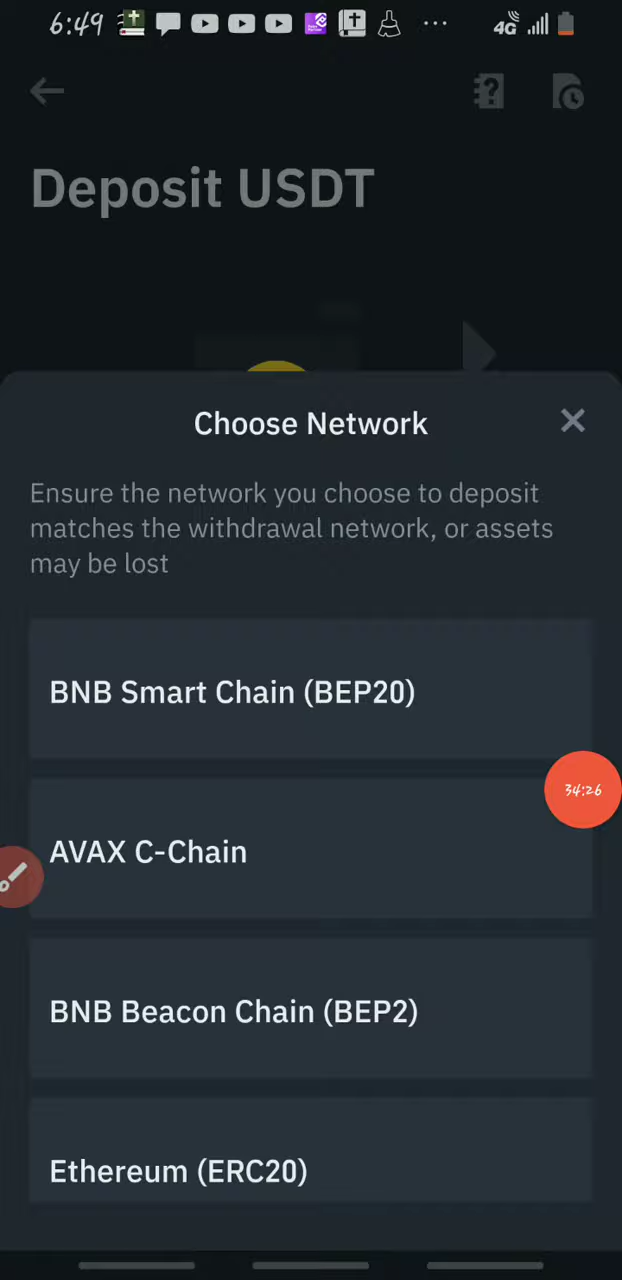 6:49
4G
Deposit USDT
Choose Network
Ensure the network you choose to deposit
matches the withdrawal network, or assets
may be lost
BNB Smart Chain (BEP20)
34:26
AVAX C-Chain
BNB Beacon Chain (BEP2)
Ethereum (ERC20)